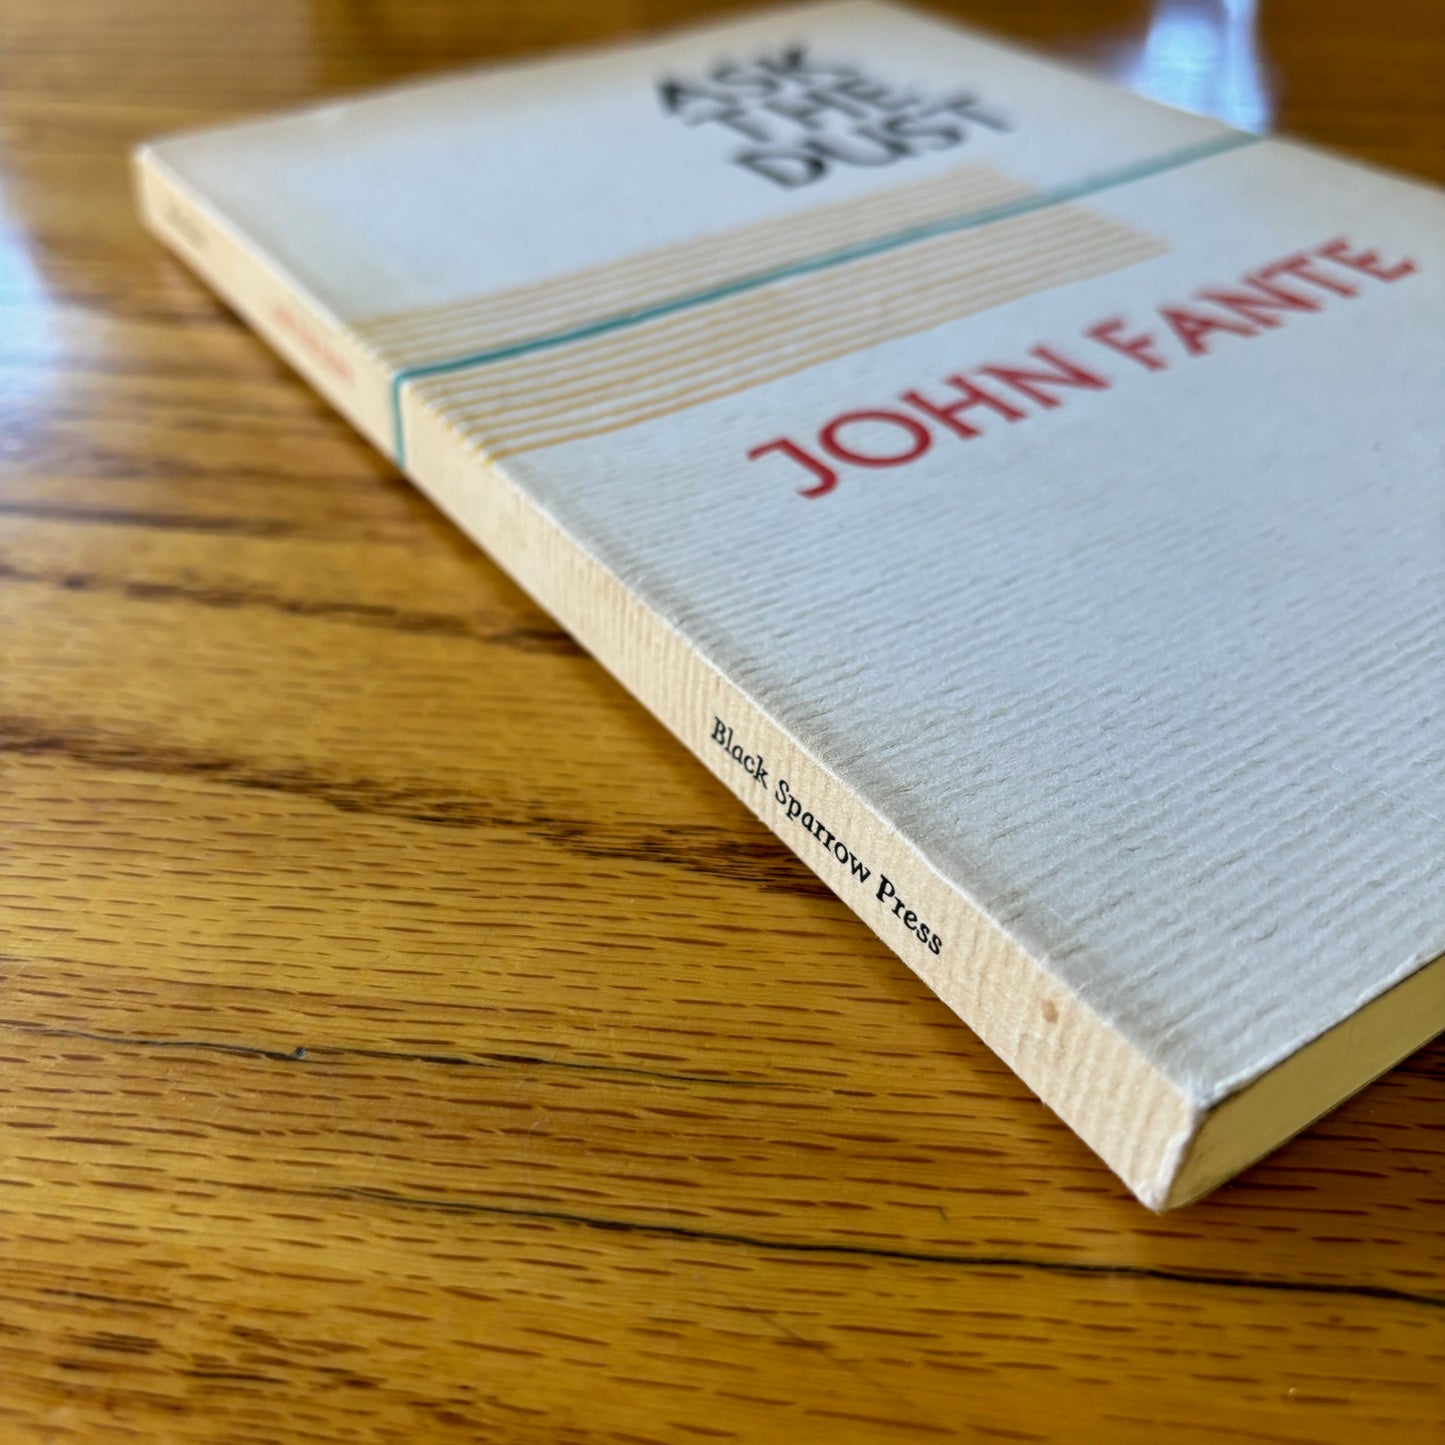 ASK
THE
DUST
JOHN FANTE
Black Sparrow Press